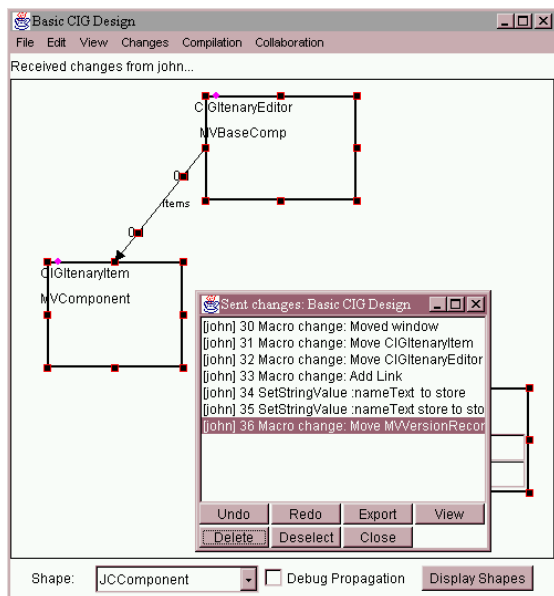 Basic CIG Design
File Edit View Changes Compilation Collaboration
Received changes from john...
CIGItenaryEditor
MVBaseComp
Items
CIGItenaryItem
MVComponent
Sent changes: Basic CIG Design
[john] 30 Macro change: Moved window
[john] 31 Macro change: Move CIGItenaryItem
[john] 32 Macro change: Move CIGItenaryEditor
[john] 33 Macro change: Add Link
[john] 34 SetStringValue :nameText to store
[john] 35 SetStringValue :nameText store to sto
[john] 36 Macro change: Move MVVersionRecor
Undo Redo Export View
Delete Deselect Close
Shape: JCComponent Debug Propagation Display Shapes